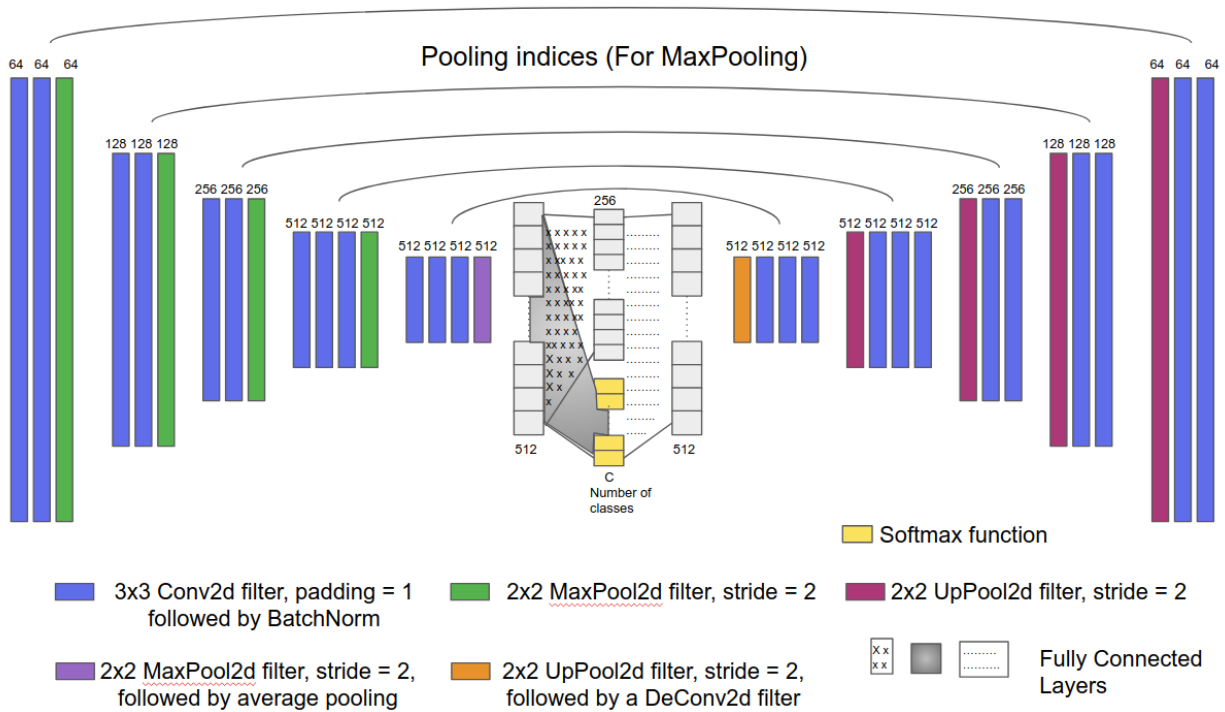 Pooling indices (For MaxPooling)
64 64 64
64 64 64
128 128 128
128 128 128
256 256 256
256 256 256
512 512 512 512
512 512 512 512
512 512 512 512
512 512 512 512
256
x x x x x
x x x x x
x xx x x
x x x x x
x x x xx
x x x x x
x x x x x
x x x x
xx x x x
X x x x
X x x
X x
x
512
512
C
Number of
classes
Softmax function
3x3 Conv2d filter, padding = 1
followed by BatchNorm
2x2 MaxPool2d filter, stride = 2
2x2 UpPool2d filter, stride = 2
2x2 MaxPool2d filter, stride = 2,
followed by average pooling
2x2 UpPool2d filter, stride = 2,
followed by a DeConv2d filter
X x
x x
Fully Connected
Layers